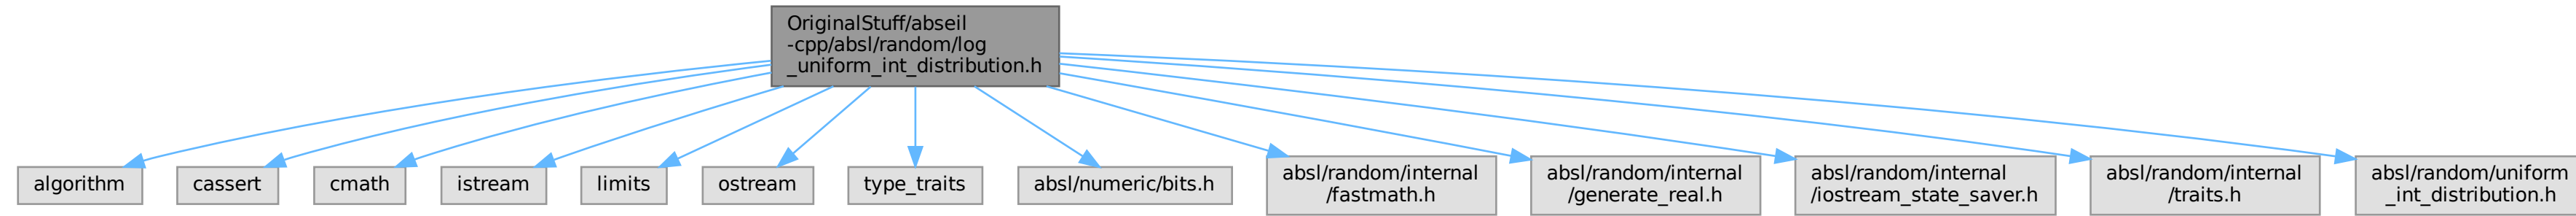 OriginalStuff/abseil
-cpp/absl/random/log
_uniform_int_distribution.h
algorithm
cassert
cmath
istream
limits
ostream
type_traits
absl/numeric/bits.h
absl/random/internal
/fastmath.h
absl/random/internal
/generate_real.h
absl/random/internal
/iostream_state_saver.h
absl/random/internal
/traits.h
absl/random/uniform
_int_distribution.h